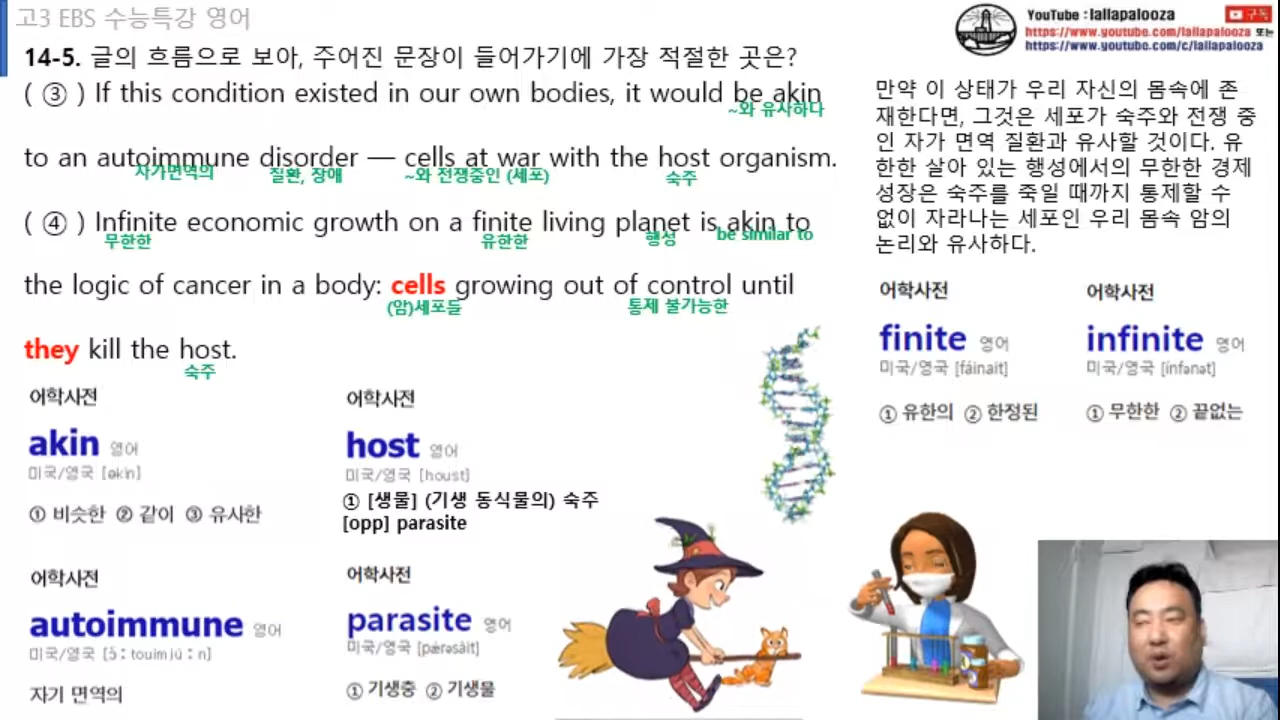 고3 EBS 수능특강 영어
YouTube : lallapalooza
구독
https://www.youtube.com/lallapalooza 또는
https://www.youtube.com/c/lallapalooza
14-5. 글의 흐름으로 보아, 주어진 문장이 들어가기에 가장 적절한 곳은?
( ③ ) If this condition existed in our own bodies, it would be akin
~와 유사하다
to an autoimmune disorder — cells at war with the host organism.
자가면역의 질환, 장애 ~와 전쟁중인 (세포) 숙주
( ④ ) Infinite economic growth on a finite living planet is akin to
무한한 유한한 행성 be similar to
the logic of cancer in a body: cells growing out of control until
(암)세포들 통제 불가능한
they kill the host.
숙주
만약 이 상태가 우리 자신의 몸속에 존
재한다면, 그것은 세포가 숙주와 전쟁 중
인 자가 면역 질환과 유사할 것이다. 유
한한 살아 있는 행성에서의 무한한 경제
성장은 숙주를 죽일 때까지 통제할 수
없이 자라나는 세포인 우리 몸속 암의
논리와 유사하다.
어학사전
finite 영어
미국/영국 [fáinait]
① 유한의 ② 한정된
어학사전
infinite 영어
미국/영국 [ínfənət]
① 무한한 ② 끝없는
어학사전
akin 영어
미국/영국 [əkín]
① 비슷한 ② 같이 ③ 유사한
어학사전
host 영어
미국/영국 [houst]
① [생물] (기생 동식물의) 숙주
[opp] parasite
어학사전
autoimmune 영어
미국/영국 [ɔ̀ː touimjúː n]
자기 면역의
어학사전
parasite 영어
미국/영국 [pǽrəsàit]
① 기생충 ② 기생물